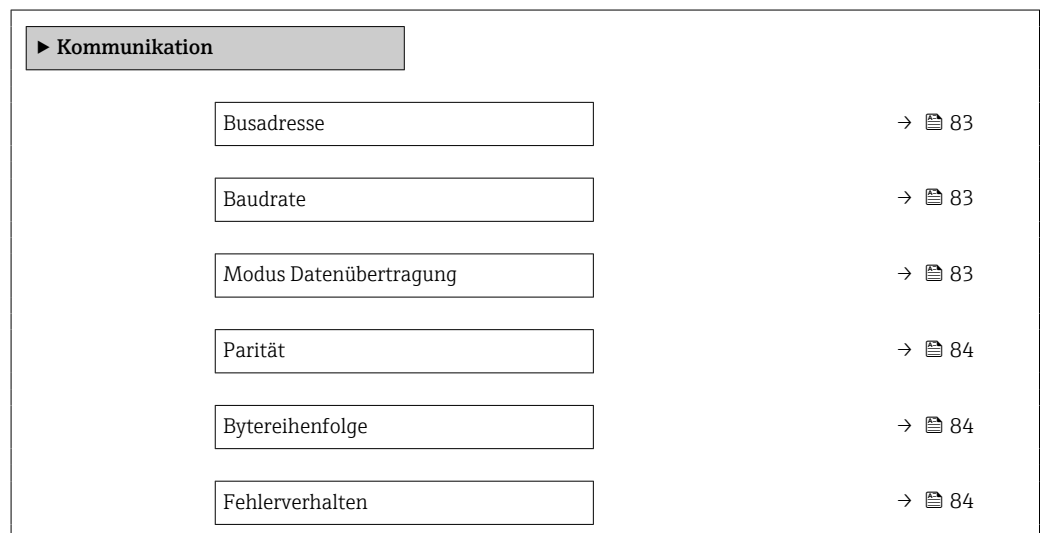 ▶ Kommunikation
Busadresse → 83
Baudrate → 83
Modus Datenübertragung → 83
Parität → 84
Bytereihenfolge → 84
Fehlerverhalten → 84